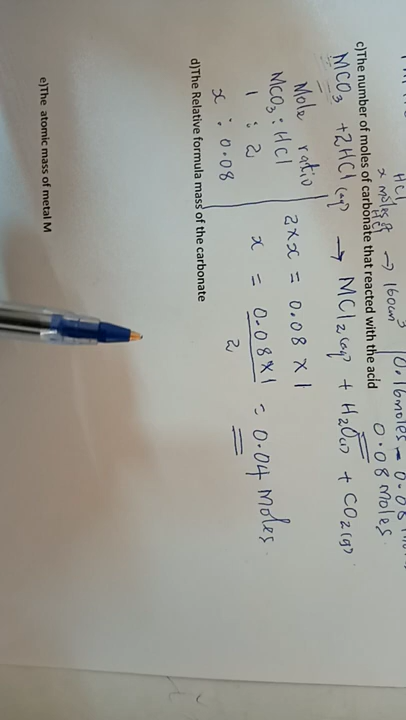 HCl
x moles of HCl → 160cm³ 0.16moles - 0.08
0.08 Moles.
c)The number of moles of carbonate that reacted with the acid
MCO₃ + 2HCl(aq) → MCl₂(aq) + H₂O(l) + CO₂(g).
Mole ratio
MCO₃ : HCl
1 : 2
x : 0.08
2 x x = 0.08 x 1
x = 0.08 x 1 / 2 = 0.04 Moles.
d)The Relative formula mass of the carbonate
e)The atomic mass of metal M